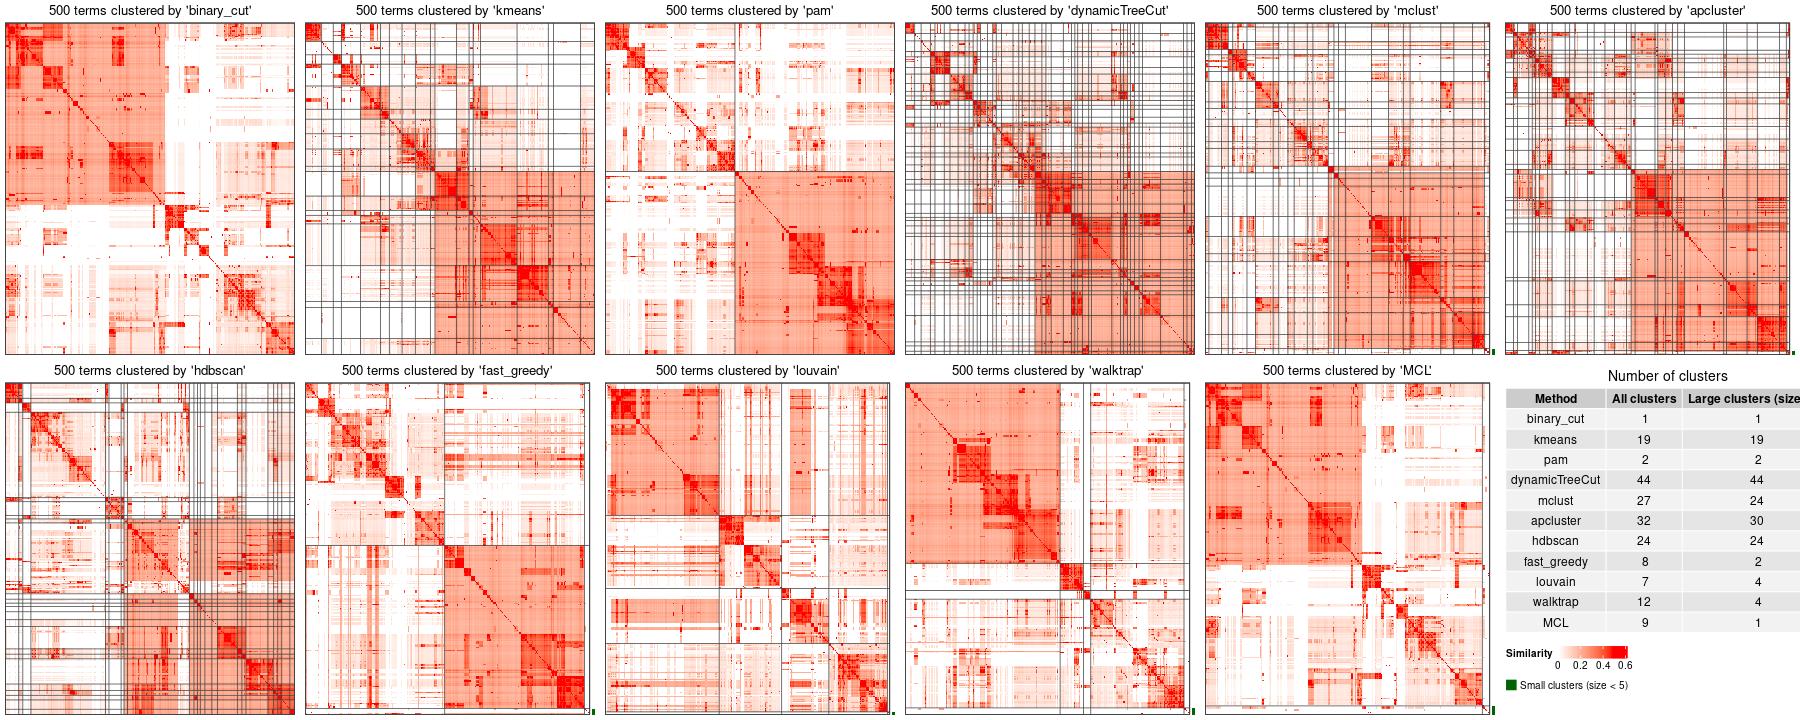 500 terms clustered by 'binary_cut'
500 terms clustered by 'kmeans'
500 terms clustered by 'pam'
500 terms clustered by 'dynamicTreeCut'
500 terms clustered by 'mclust'
500 terms clustered by 'apcluster'
500 terms clustered by 'hdbscan'
500 terms clustered by 'fast_greedy'
500 terms clustered by 'louvain'
500 terms clustered by 'walktrap'
500 terms clustered by 'MCL'
Number of clusters
Method All clusters Large clusters (size
binary_cut 1 1
kmeans 19 19
pam 2 2
dynamicTreeCut 44 44
mclust 27 24
apcluster 32 30
hdbscan 24 24
fast_greedy 8 2
louvain 7 4
walktrap 12 4
MCL 9 1
Similarity
0 0.2 0.4 0.6
Small clusters (size < 5)